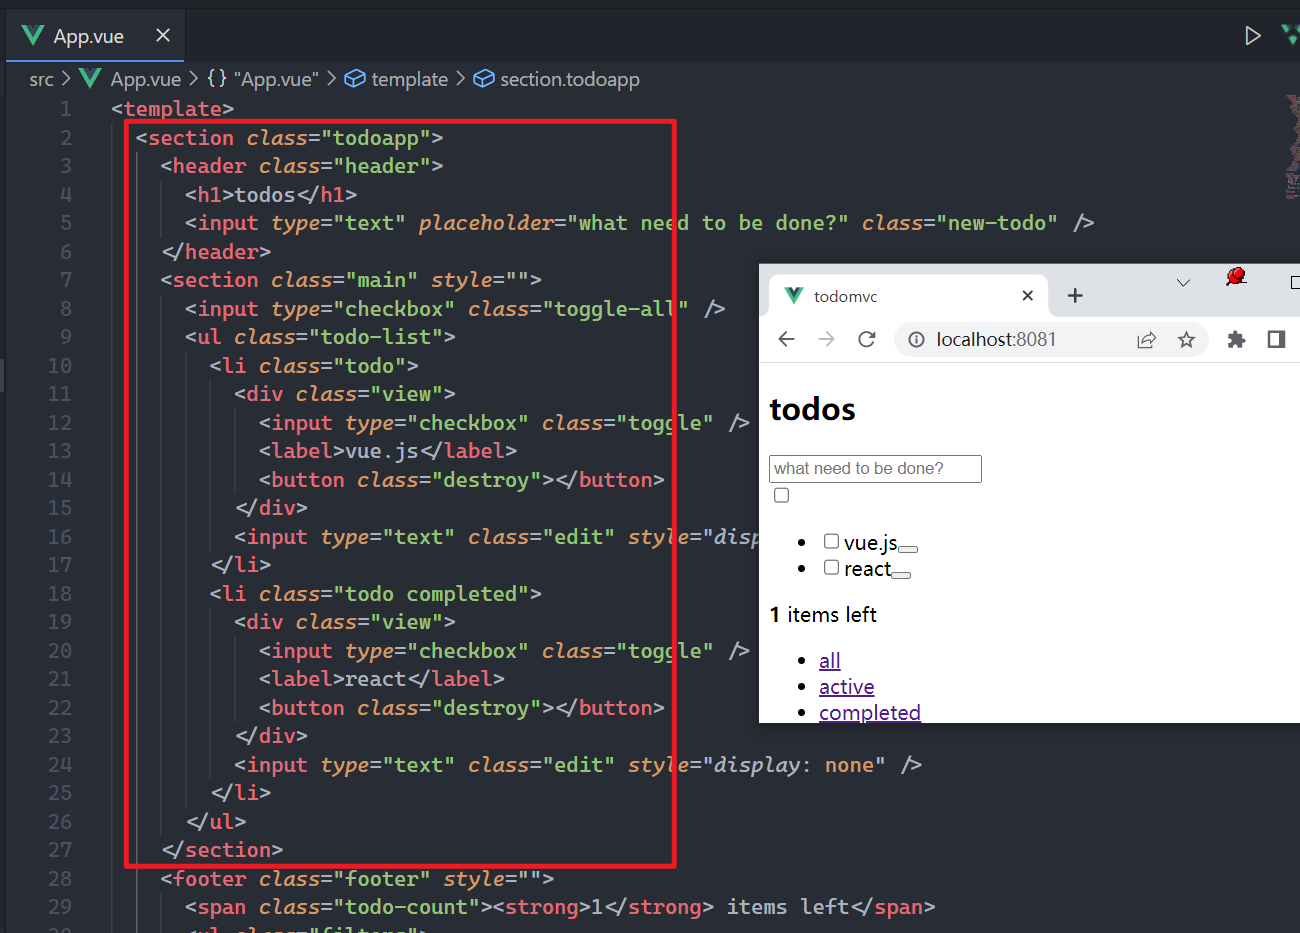 App.vue
src > App.vue > {} "App.vue" > template > section.todoapp
1 <template>
2 <section class="todoapp">
3 <header class="header">
4 <h1>todos</h1>
5 <input type="text" placeholder="what need to be done?" class="new-todo" />
6 </header>
7 <section class="main" style="">
8 <input type="checkbox" class="toggle-all" />
9 <ul class="todo-list">
10 <li class="todo">
11 <div class="view">
12 <input type="checkbox" class="toggle" />
13 <label>vue.js</label>
14 <button class="destroy"></button>
15 </div>
16 <input type="text" class="edit" style="disp
17 </li>
18 <li class="todo completed">
19 <div class="view">
20 <input type="checkbox" class="toggle" />
21 <label>react</label>
22 <button class="destroy"></button>
23 </div>
24 <input type="text" class="edit" style="display: none" />
25 </li>
26 </ul>
27 </section>
28 <footer class="footer" style="">
29 <span class="todo-count"><strong>1</strong> items left</span>
30 <ul class="filters">
todomvc
localhost:8081
todos
what need to be done?
vue.js
react
1 items left
all
active
completed